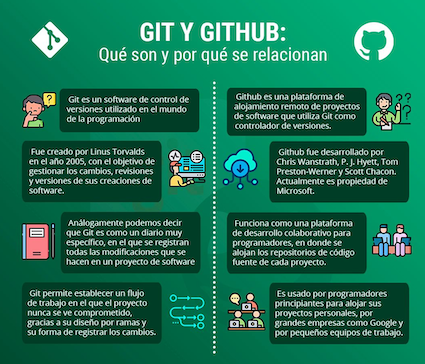 GIT Y GITHUB:
Qué son y por qué se relacionan
Git es un software de control de
versiones utilizado en el mundo
de la programación
Fue creado por Linus Torvalds
en el año 2005, con el objetivo de
gestionar los cambios, revisiones
y versiones de sus creaciones de
software.
Análogamente podemos decir
que Git es como un diario muy
específico, en el que se registran
todas las modificaciones que se
hacen en un proyecto de software
Git permite establecer un flujo
de trabajo en el que el proyecto
nunca se ve comprometido,
gracias a su diseño por ramas y
su forma de registrar los cambios.
Github es una plataforma de
alojamiento remoto de proyectos
de software que utiliza Git como
controlador de versiones.
Github fue desarrollado por
Chris Wanstrath, P. J. Hyett, Tom
Preston-Werner y Scott Chacon.
Actualmente es propiedad de
Microsoft.
Funciona como una plataforma
de desarrollo colaborativo para
programadores, en donde se
alojan los repositorios de código
fuente de cada proyecto.
Es usado por programadores
principiantes para alojar sus
proyectos personales, por
grandes empresas como Google y
por pequeños equipos de trabajo.